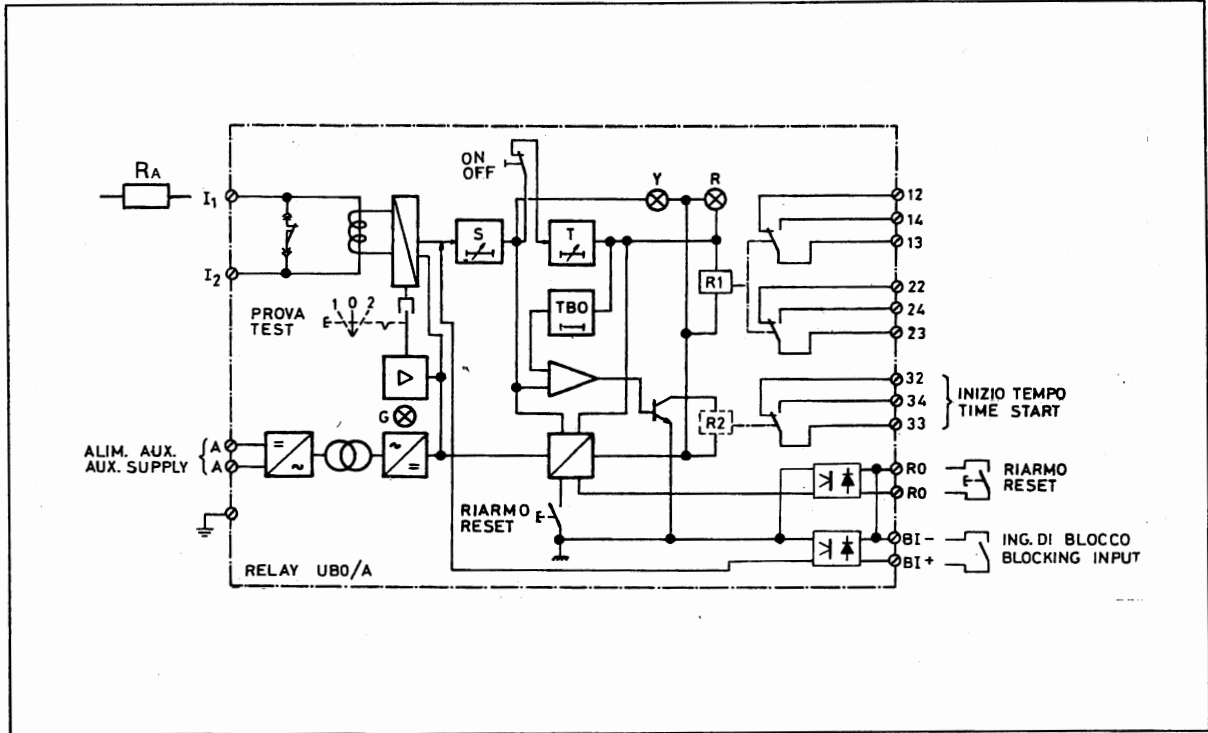 ON
OFF
Y
R
RA
I1
I2
S
T
TBO
R1
R2
PROVA
TEST
1 0 2
G
ALIM. AUX.
AUX. SUPPLY
A
A
RIARMO
RESET
RELAY UBO/A
12
14
13
22
24
23
32
34
33
INIZIO TEMPO
TIME START
RO
RO
RIARMO
RESET
BI-
BI+
ING. DI BLOCCO
BLOCKING INPUT